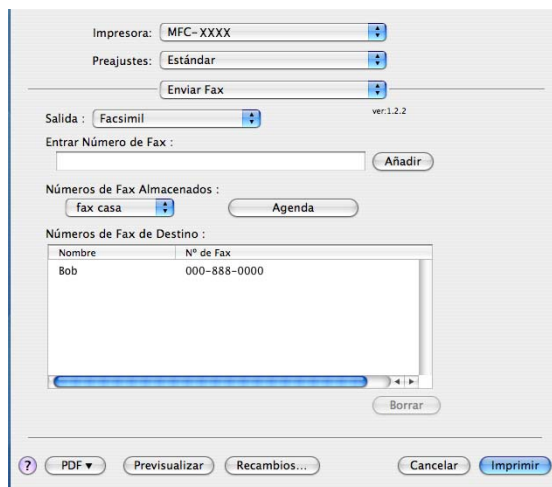 Impresora: MFC-XXXX
Preajustes: Estándar
Enviar Fax
ver:1.2.2
Salida : Facsimil
Entrar Número de Fax :
Añadir
Números de Fax Almacenados :
fax casa Agenda
Números de Fax de Destino :
Nombre Nº de Fax
Bob 000-888-0000
Borrar
? PDF▼ Previsualizar Recambios... Cancelar Imprimir